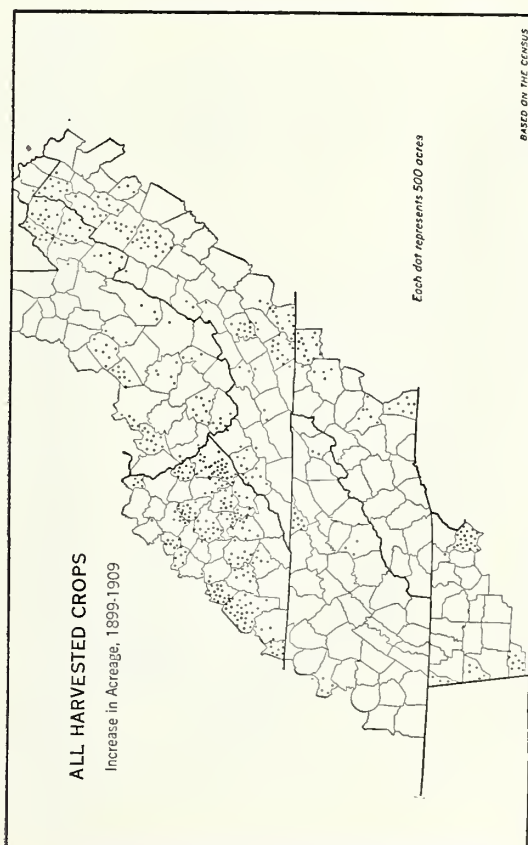 ALL HARVESTED CROPS
Increase in Acreage, 1899-1909
Each dot represents 500 acres
BASED ON THE CENSUS